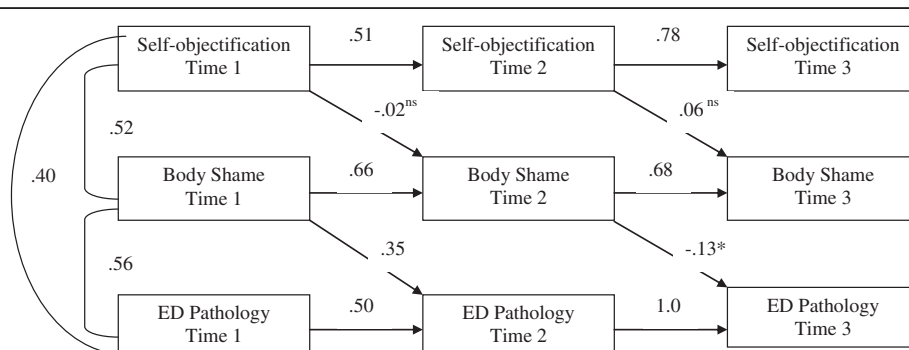 .51
.78
Self-objectification
Time 1
Self-objectification
Time 2
Self-objectification
Time 3
-.02ns
.06 ns
.52
.40
.66
.68
Body Shame
Time 1
Body Shame
Time 2
Body Shame
Time 3
.35
-.13*
.56
.50
1.0
ED Pathology
Time 1
ED Pathology
Time 2
ED Pathology
Time 3